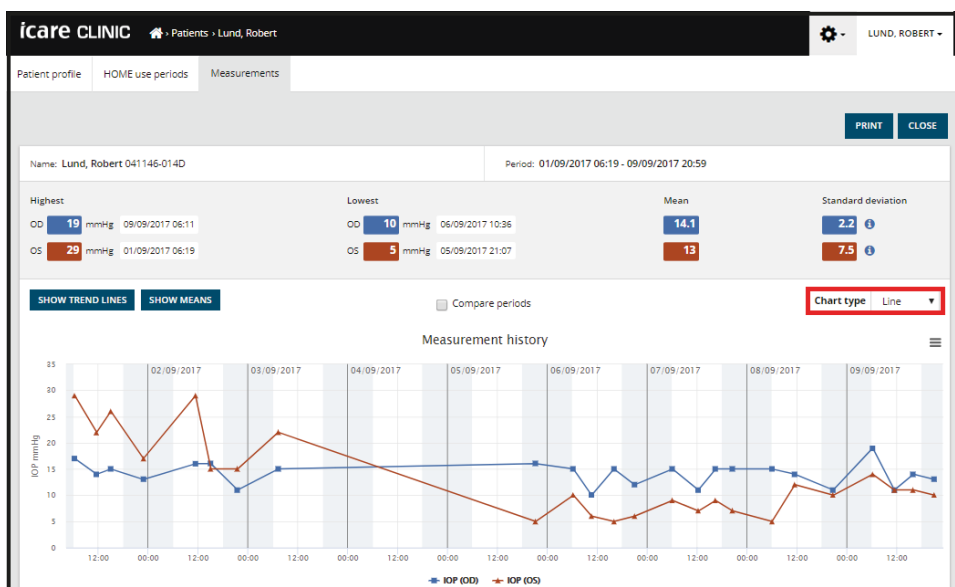 icare CLINIC › Patients › Lund, Robert LUND, ROBERT
Patient profile HOME use periods Measurements
PRINT CLOSE
Name: Lund, Robert 041146-014D Period: 01/09/2017 06:19 - 09/09/2017 20:59
Highest Lowest Mean Standard deviation
OD 19 mmHg 09/09/2017 06:11 OD 10 mmHg 06/09/2017 10:36 14.1 2.2
OS 29 mmHg 01/09/2017 06:19 OS 5 mmHg 05/09/2017 21:07 13 7.5
SHOW TREND LINES SHOW MEANS Compare periods Chart type Line
Measurement history
35 02/09/2017 03/09/2017 04/09/2017 05/09/2017 06/09/2017 07/09/2017 08/09/2017 09/09/2017
30
25
20
15
10
5
0
IOP mmHg
12:00 00:00 12:00 00:00 12:00 00:00 12:00 00:00 12:00 00:00 12:00 00:00 12:00 00:00 12:00 00:00 12:00
IOP (OD) IOP (OS)